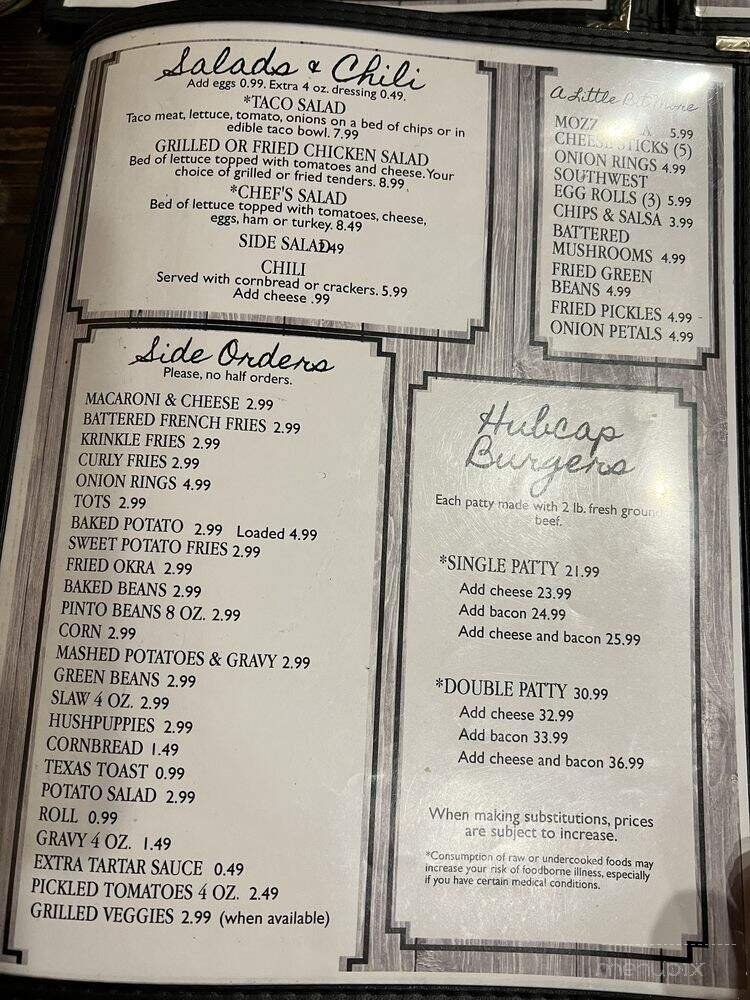 Salads & Chili
Add eggs 0.99. Extra 4 oz. dressing 0.49.
*TACO SALAD
Taco meat, lettuce, tomato, onions on a bed of chips or in
edible taco bowl. 7.99
GRILLED OR FRIED CHICKEN SALAD
Bed of lettuce topped with tomatoes and cheese. Your
choice of grilled or fried tenders. 8.99
*CHEF'S SALAD
Bed of lettuce topped with tomatoes, cheese,
eggs, ham or turkey. 8.49
SIDE SALAD
CHILI
Served with cornbread or crackers. 5.99
Add cheese .99
A Little Bit More
5.99
CHEESE STICKS (5)
ONION RINGS 4.99
SOUTHWEST
EGG ROLLS (3) 5.99
CHIPS & SALSA 3.99
BATTERED
MUSHROOMS 4.99
FRIED GREEN
BEANS 4.99
FRIED PICKLES 4.99
ONION PETALS 4.99
Side Orders
Please, no half orders.
MACARONI & CHEESE 2.99
BATTERED FRENCH FRIES 2.99
KRINKLE FRIES 2.99
CURLY FRIES 2.99
ONION RINGS 4.99
TOTS 2.99
BAKED POTATO 2.99 Loaded 4.99
SWEET POTATO FRIES 2.99
FRIED OKRA 2.99
BAKED BEANS 2.99
PINTO BEANS 8 OZ. 2.99
CORN 2.99
MASHED POTATOES & GRAVY 2.99
GREEN BEANS 2.99
SLAW 4 OZ. 2.99
HUSHPUPPIES 2.99
CORNBREAD 1.49
TEXAS TOAST 0.99
POTATO SALAD 2.99
ROLL 0.99
GRAVY 4 OZ. 1.49
EXTRA TARTAR SAUCE 0.49
PICKLED TOMATOES 4 OZ. 2.49
GRILLED VEGGIES 2.99 (when available)
Hubcap
Burgers
Each patty made with 2 lb. fresh ground
beef.
*SINGLE PATTY 21.99
Add cheese 23.99
Add bacon 24.99
Add cheese and bacon 25.99
*DOUBLE PATTY 30.99
Add cheese 32.99
Add bacon 33.99
Add cheese and bacon 36.99
When making substitutions, prices
are subject to increase.
*Consumption of raw or undercooked foods may
increase your risk of foodborne illness, especially
if you have certain medical conditions.
menupix